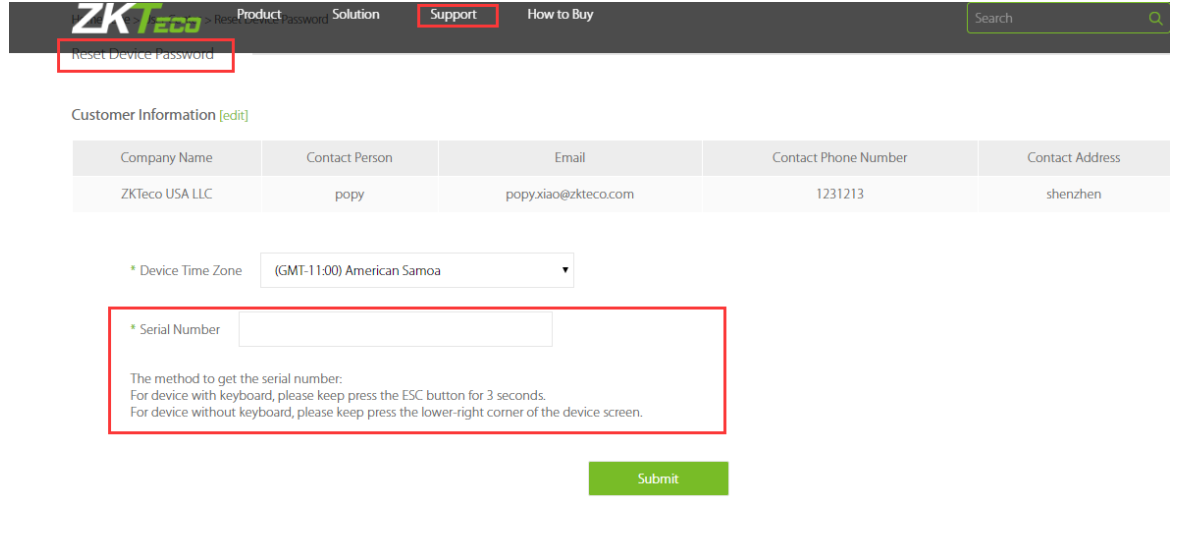 ZKTeco Product Solution Support How to Buy Search
> Reset Device Password
Reset Device Password
Customer Information [edit]
Company Name Contact Person Email Contact Phone Number Contact Address
ZKTeco USA LLC popy popy.xiao@zkteco.com 1231213 shenzhen
* Device Time Zone (GMT-11:00) American Samoa
* Serial Number
The method to get the serial number:
For device with keyboard, please keep press the ESC button for 3 seconds.
For device without keyboard, please keep press the lower-right corner of the device screen.
Submit